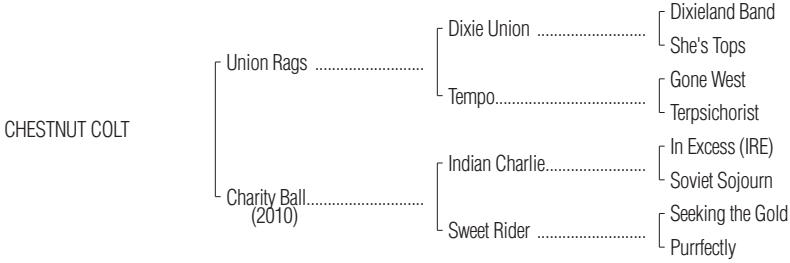 Dixieland Band
Dixie Union ..........................
She's Tops
Union Rags ..........................
Gone West
Tempo....................................
Terpsichorist
CHESTNUT COLT
In Excess (IRE)
Indian Charlie........................
Soviet Sojourn
Charity Ball............................
(2010)
Seeking the Gold
Sweet Rider ..........................
Purrfectly